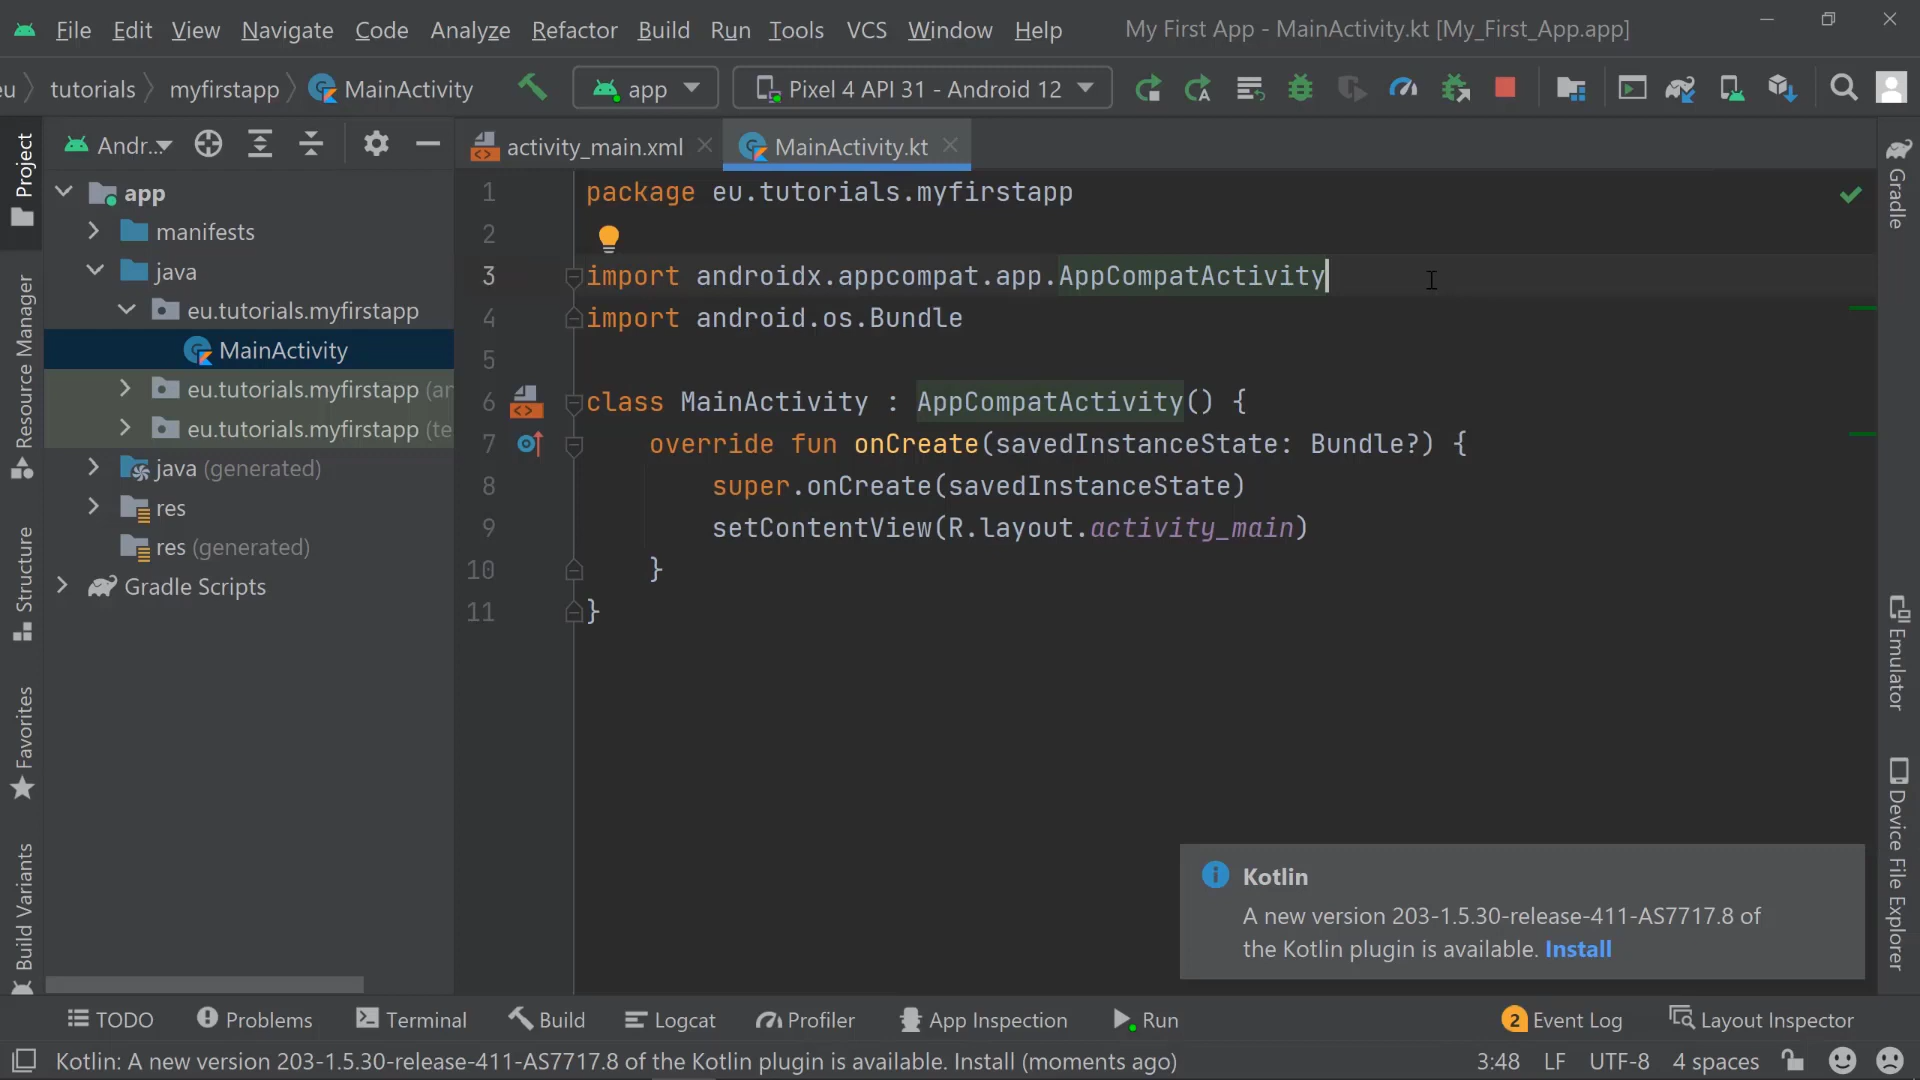 File Edit View Navigate Code Analyze Refactor Build Run Tools VCS Window Help My First App - MainActivity.kt [My_First_App.app]
eu tutorials myfirstapp MainActivity app Pixel 4 API 31 - Android 12
Andr... activity_main.xml MainActivity.kt
Project
Resource Manager
Structure
Favorites
Build Variants
app
manifests
java
eu.tutorials.myfirstapp
MainActivity
eu.tutorials.myfirstapp (ar
eu.tutorials.myfirstapp (te
java (generated)
res
res (generated)
Gradle Scripts
1 package eu.tutorials.myfirstapp
2
3 import androidx.appcompat.app.AppCompatActivity
4 import android.os.Bundle
5
6 class MainActivity : AppCompatActivity() {
7 override fun onCreate(savedInstanceState: Bundle?) {
8 super.onCreate(savedInstanceState)
9 setContentView(R.layout.activity_main)
10 }
11 }
Gradle
Emulator
Device File Explorer
Kotlin
A new version 203-1.5.30-release-411-AS7717.8 of
the Kotlin plugin is available. Install
TODO Problems Terminal Build Logcat Profiler App Inspection Run 2 Event Log Layout Inspector
Kotlin: A new version 203-1.5.30-release-411-AS7717.8 of the Kotlin plugin is available. Install (moments ago) 3:48 LF UTF-8 4 spaces